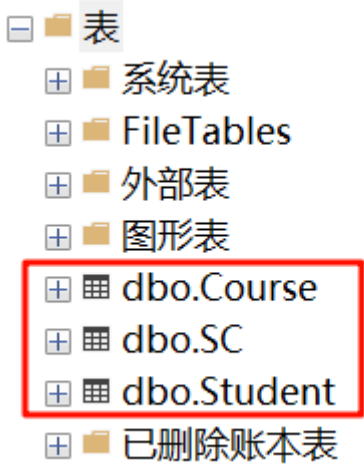 表
系统表
FileTables
外部表
图形表
dbo.Course
dbo.SC
dbo.Student
已删除账本表